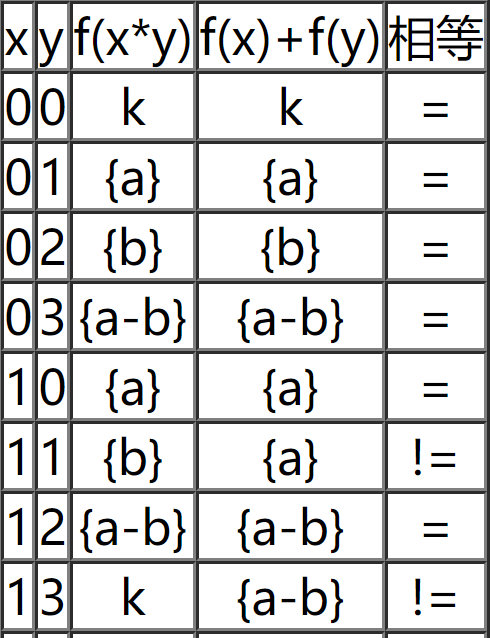 x y f(x*y) f(x)+f(y) 相等
0 0 k k =
0 1 {a} {a} =
0 2 {b} {b} =
0 3 {a-b} {a-b} =
1 0 {a} {a} =
1 1 {b} {a} !=
1 2 {a-b} {a-b} =
1 3 k {a-b} !=